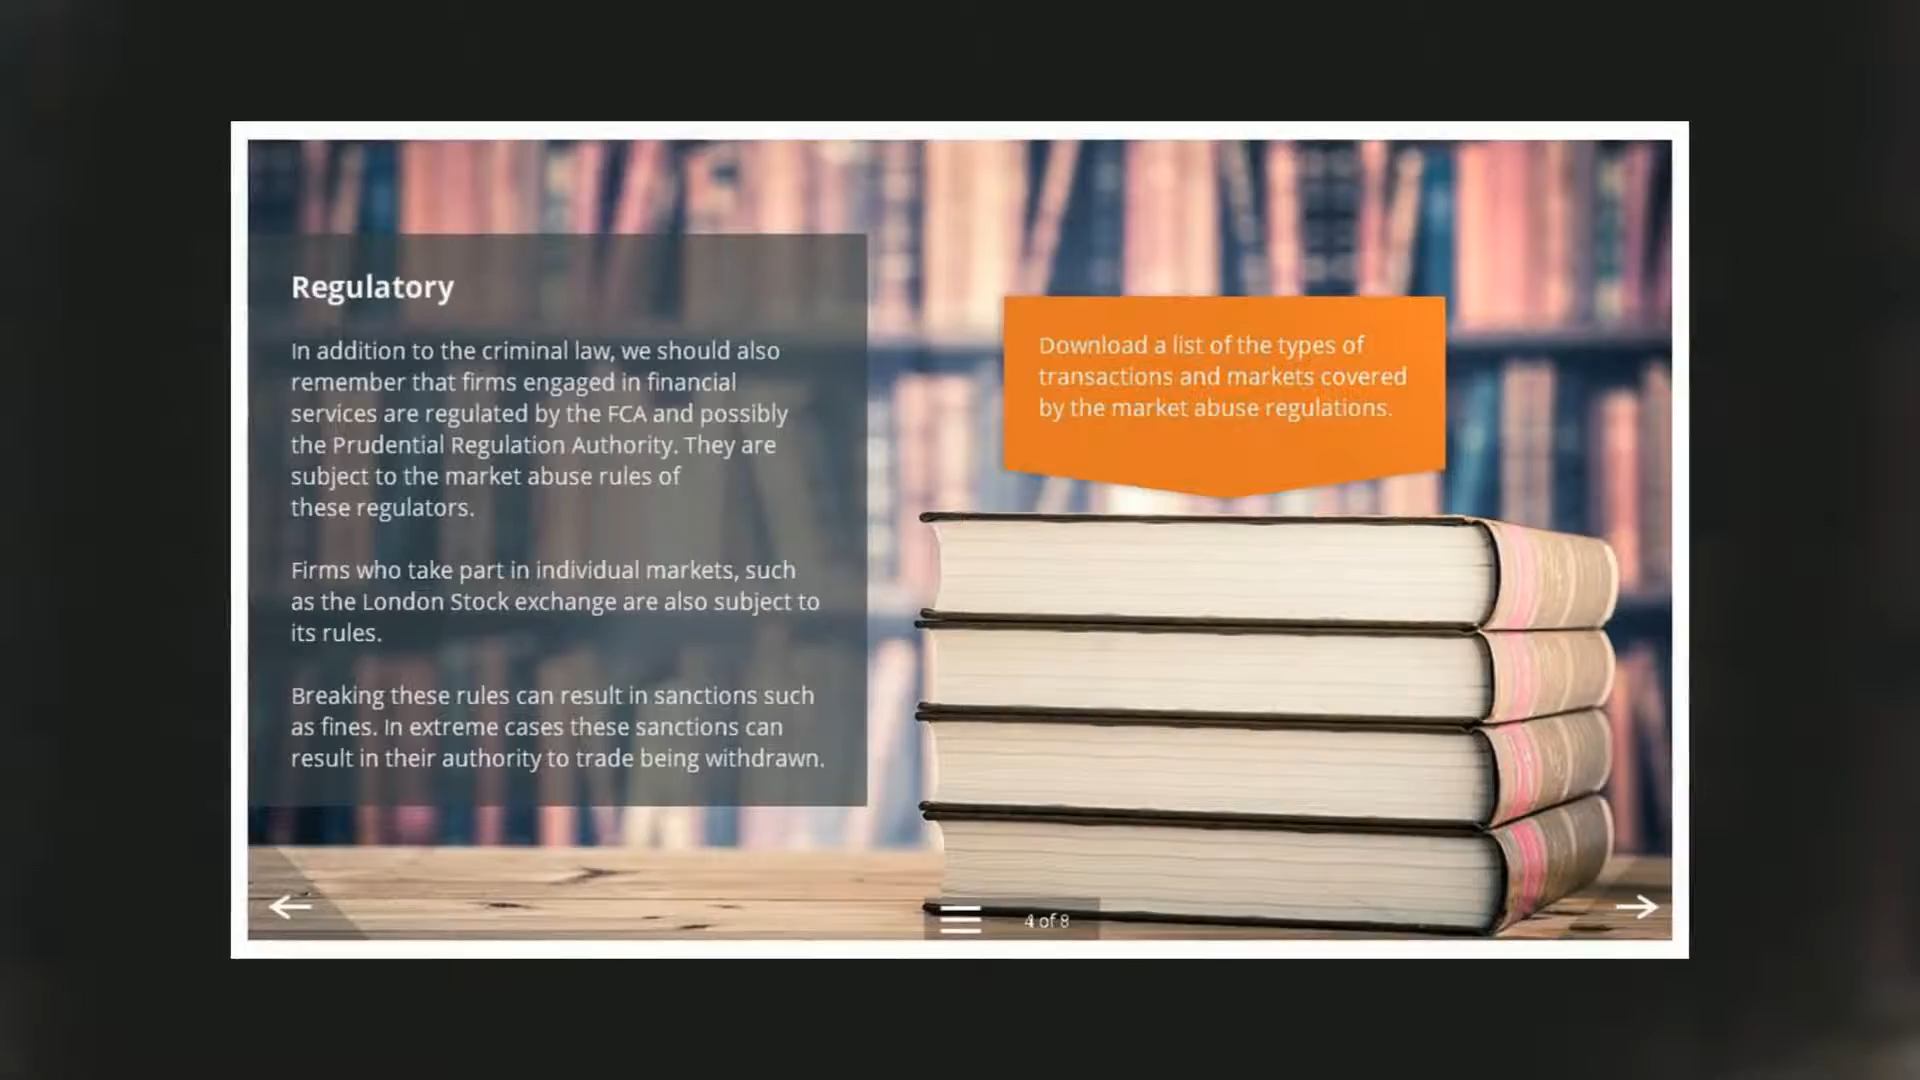 Regulatory
In addition to the criminal law, we should also
remember that firms engaged in financial
services are regulated by the FCA and possibly
the Prudential Regulation Authority. They are
subject to the market abuse rules of
these regulators.
Firms who take part in individual markets, such
as the London Stock exchange are also subject to
its rules.
Breaking these rules can result in sanctions such
as fines. In extreme cases these sanctions can
result in their authority to trade being withdrawn.
Download a list of the types of
transactions and markets covered
by the market abuse regulations.
4 of 8